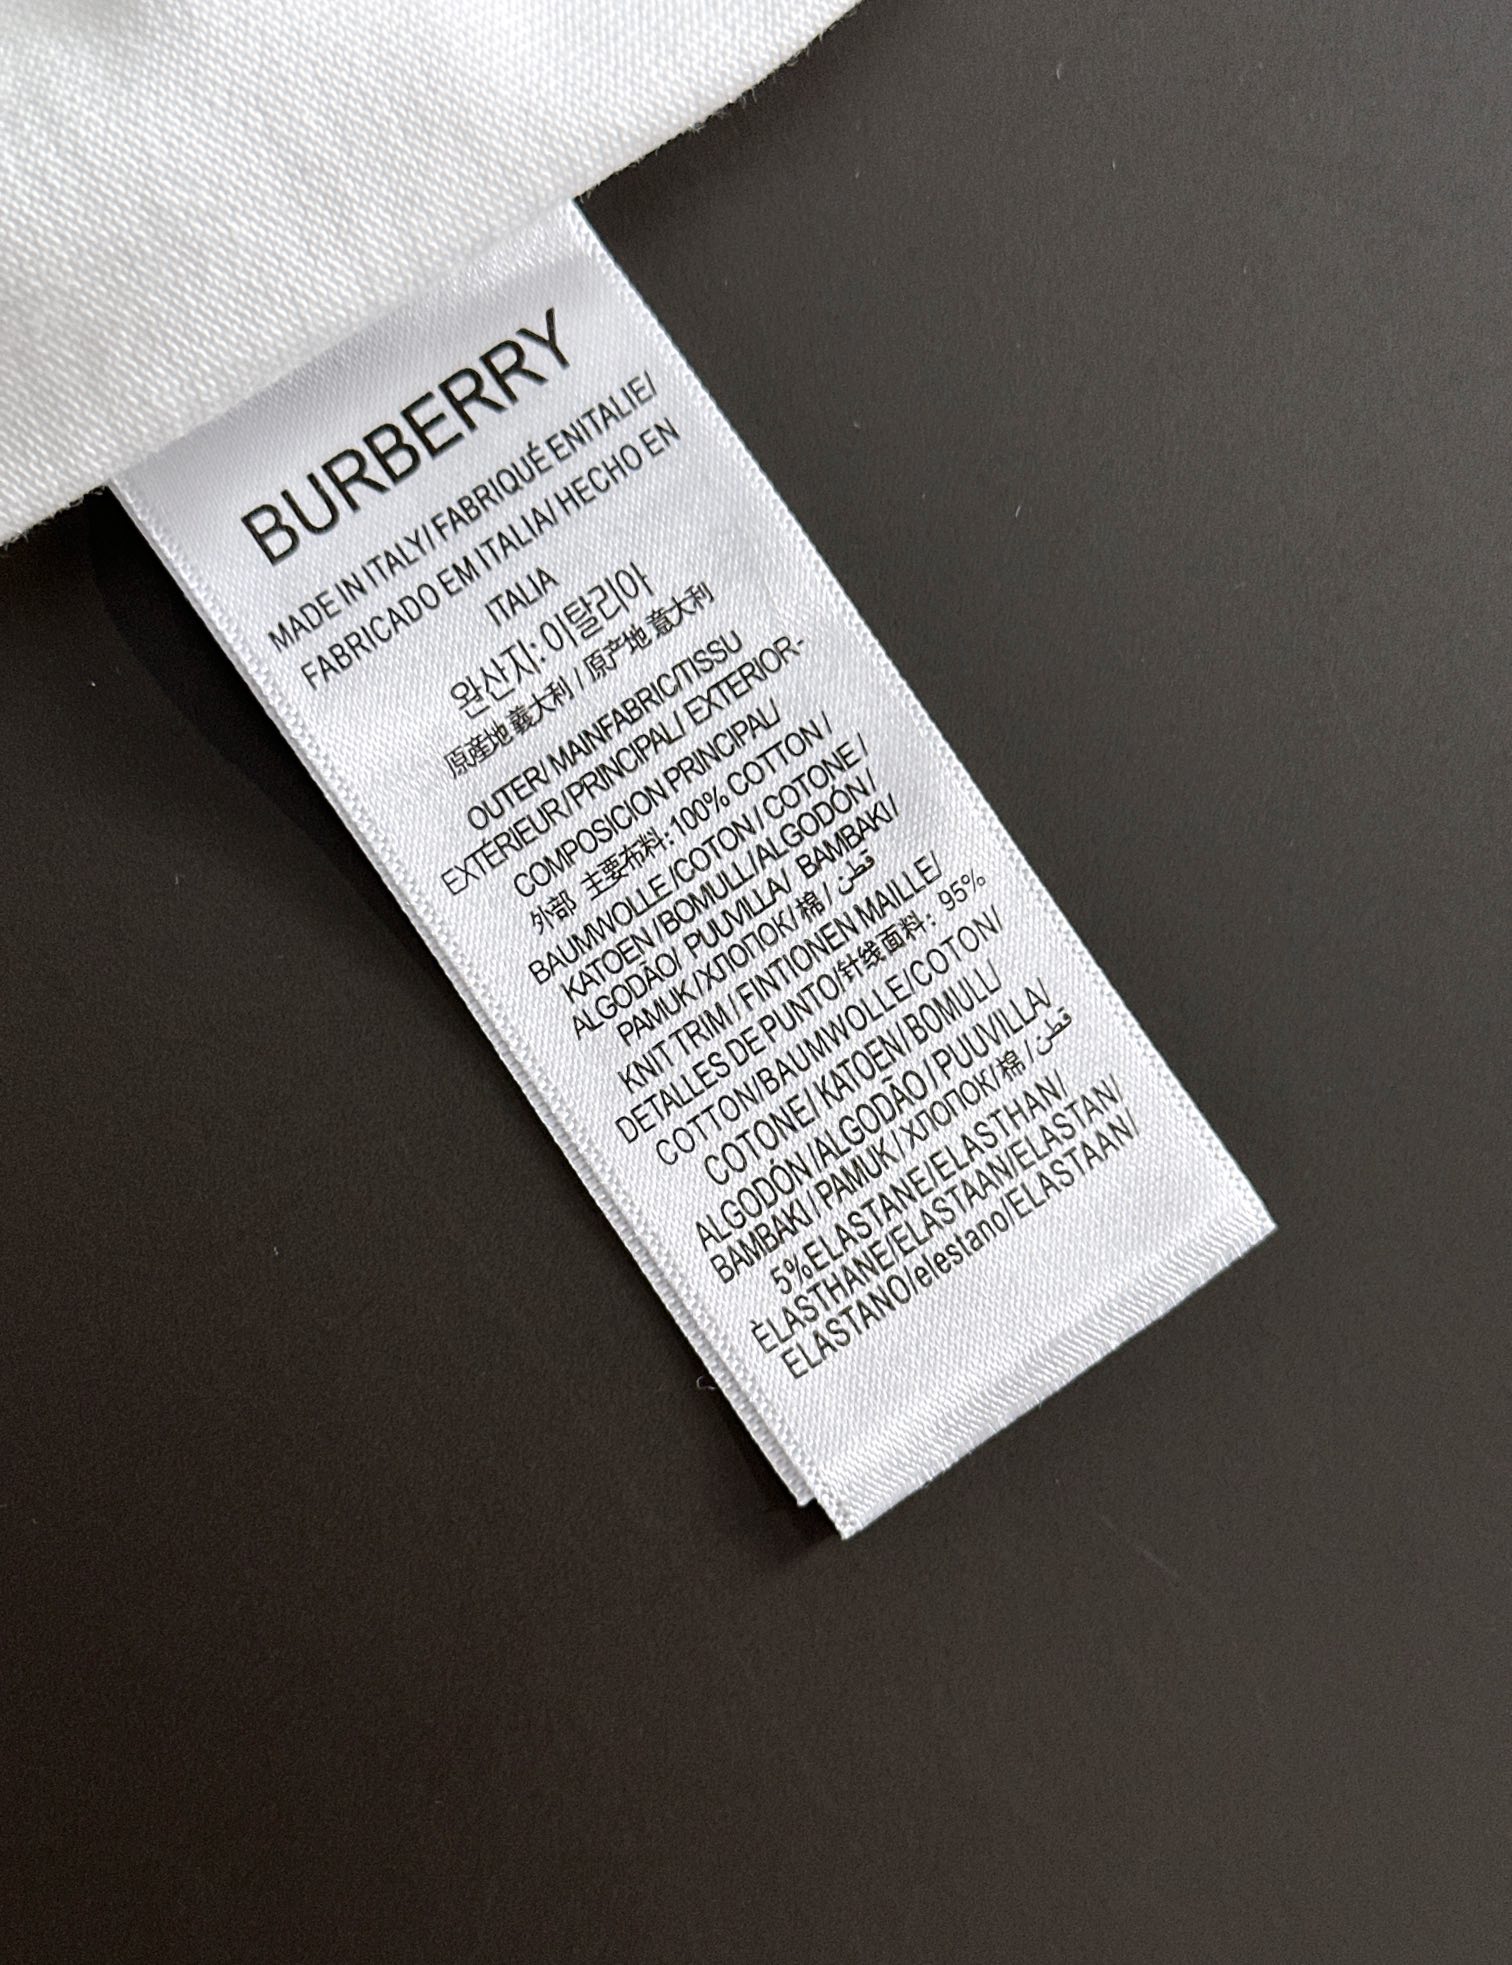 BURBERRY
MADE IN ITALY/ FABRIQUÉ ENITALIE/
FABRICADO EM ITALIA/ HECHO EN
ITALIA
완산지:이탈리아
原産地 義大利 / 原产地 意大利
OUTER/ MAINFABRIC/TISSU
EXTÉRIEUR/PRINCIPAL/ EXTERIOR-
COMPOSICION PRINCIPAL/
外部 主要布料:100% COTTON /
BAUMWOLLE /COTON / COTONE /
KATOEN /BOMULL/ALGODÓN /
ALGODÃO/ PUUVILLA/ BAMBAKI/
PAMUK /ХЛОПОК/ 棉 / قطن
KNIT TRIM / FINTIONEN MAILLE/
DETALLES DE PUNTO/针线面料: 95%
COTTON/BAUMWOLLE/COTON/
COTONE/ KATOEN/ BOMULL/
ALGODÓN /ALGODÃO / PUUVILLA/
BAMBAKI / PAMUK / ХЛОПОК/ 棉 / قطن
5%ELASTANE/ELASTHAN/
ÈLASTHANE/ELASTAAN/ELASTAN/
ELASTANO/elestano/ELASTAAN/